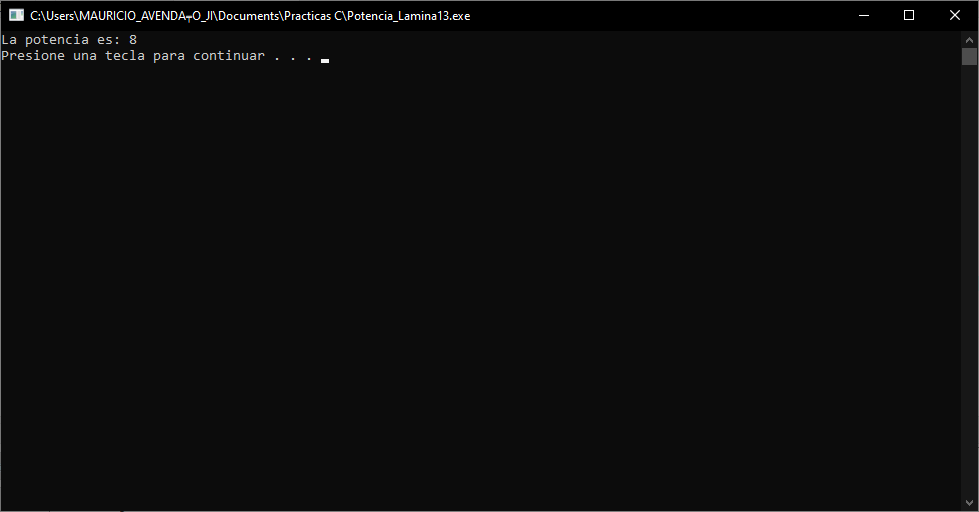 C:\Users\MAURICIO_AVENDA┬O_JI\Documents\Practicas C\Potencia_Lamina13.exe
La potencia es: 8
Presione una tecla para continuar . . .